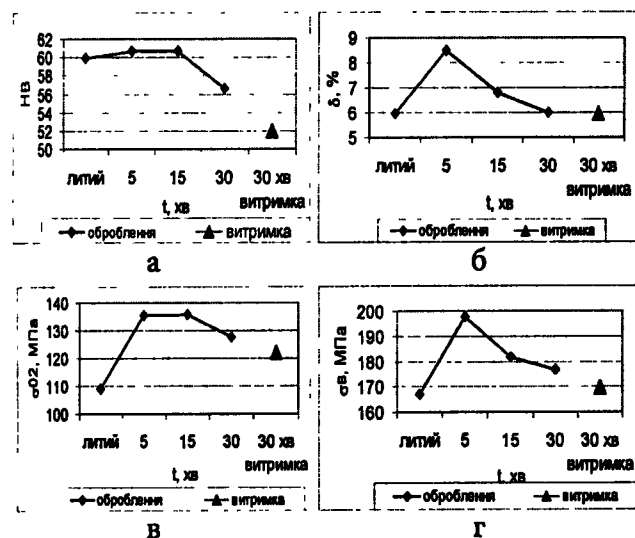 62
60
58
56
54
52
50
НВ
литий 5 15 30 30 хв
витримка
t, хв
оброблення витримка
а
9
8
7
6
5
δ, %
литий 5 15 30 30 хв
витримка
t, хв
оброблення витримка
б
140
130
120
110
100
σ02, МПа
литий 5 15 30 30 хв
витримка
t, хв
оброблення витримка
в
200
190
180
170
160
σв, МПа
литий 5 15 30 30 хв
витримка
t, хв
оброблення витримка
г